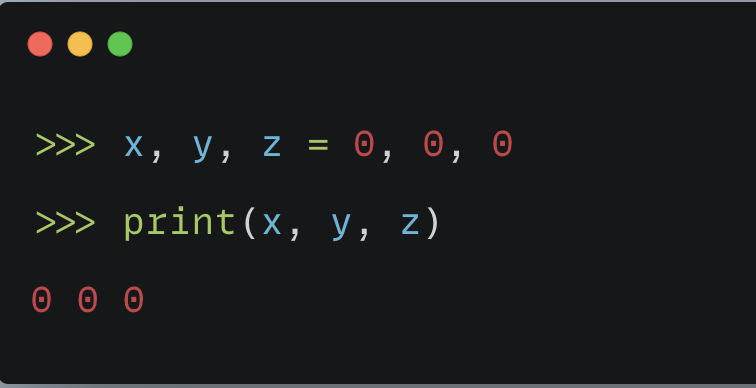 >>> x, y, z = 0, 0, 0
>>> print(x, y, z)
0 0 0